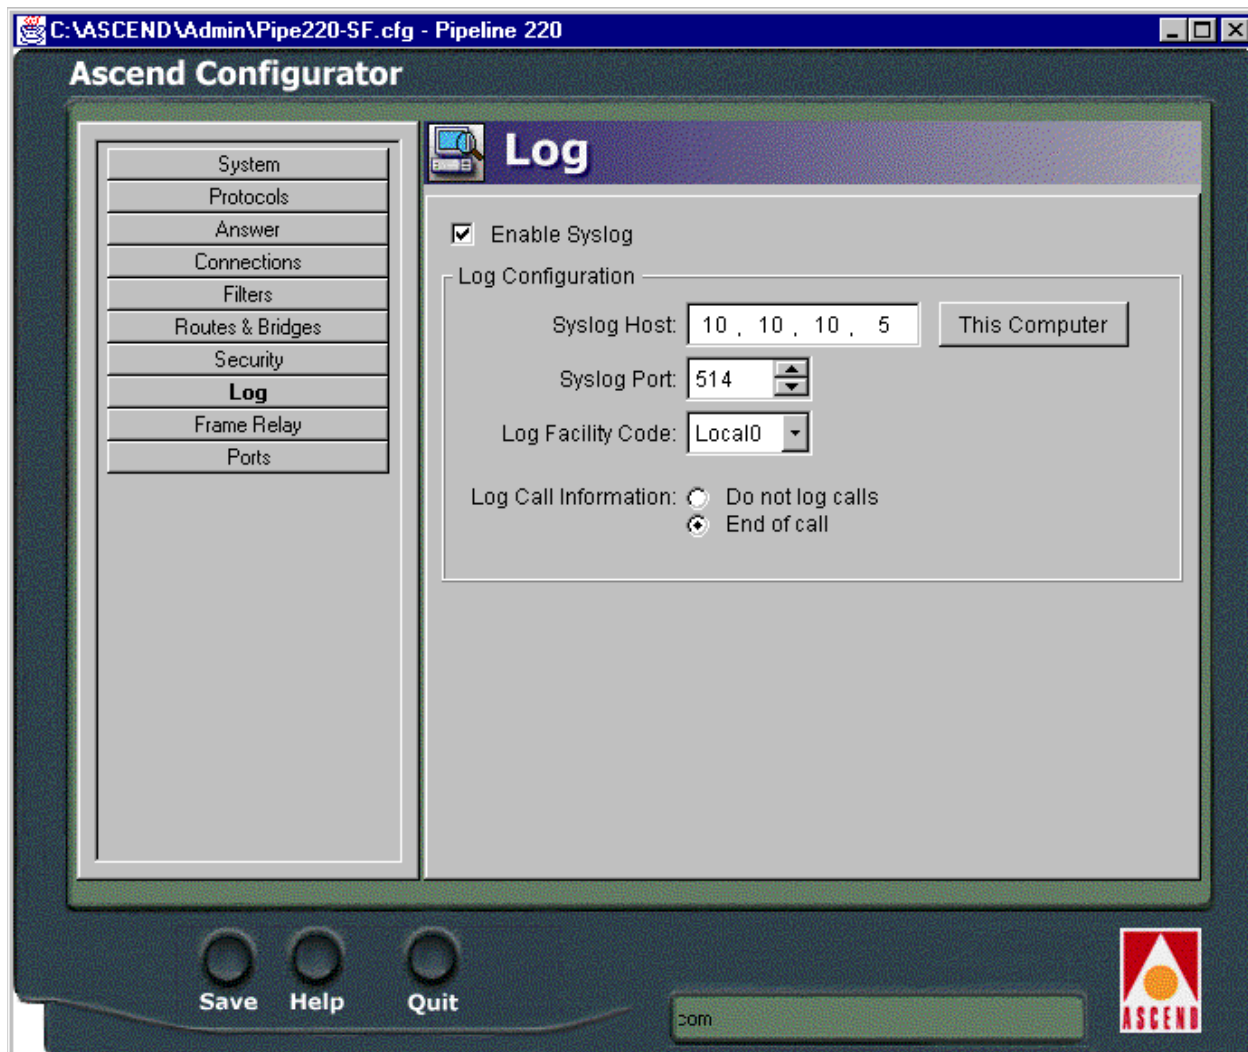 C:\ASCEND\Admin\Pipe220-SF.cfg - Pipeline 220
Ascend Configurator
System
Protocols
Answer
Connections
Filters
Routes & Bridges
Security
Log
Frame Relay
Ports
Log
Enable Syslog
Log Configuration
Syslog Host: 10 . 10 . 10 . 5 This Computer
Syslog Port: 514
Log Facility Code: Local0
Log Call Information: Do not log calls
End of call
Save Help Quit
com
ASCEND